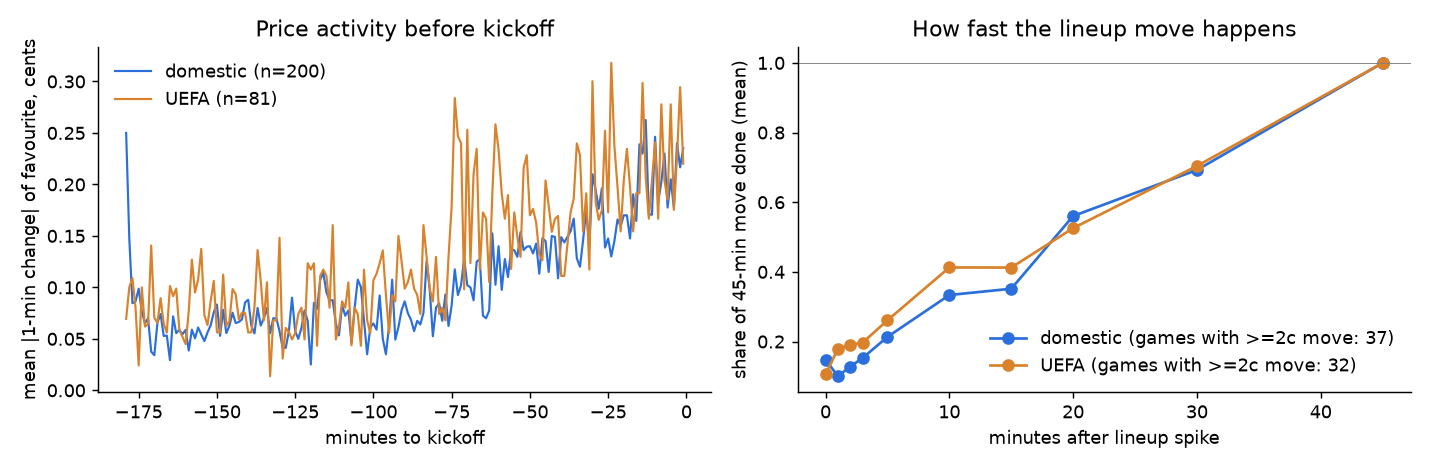 Price activity before kickoff
mean |1-min change| of favourite, cents
0.30
0.25
0.20
0.15
0.10
0.05
0.00
domestic (n=200)
UEFA (n=81)
−175
−150
−125
−100
−75
−50
−25
0
minutes to kickoff
How fast the lineup move happens
share of 45-min move done (mean)
1.0
0.8
0.6
0.4
0.2
domestic (games with >=2c move: 37)
UEFA (games with >=2c move: 32)
0
10
20
30
40
minutes after lineup spike